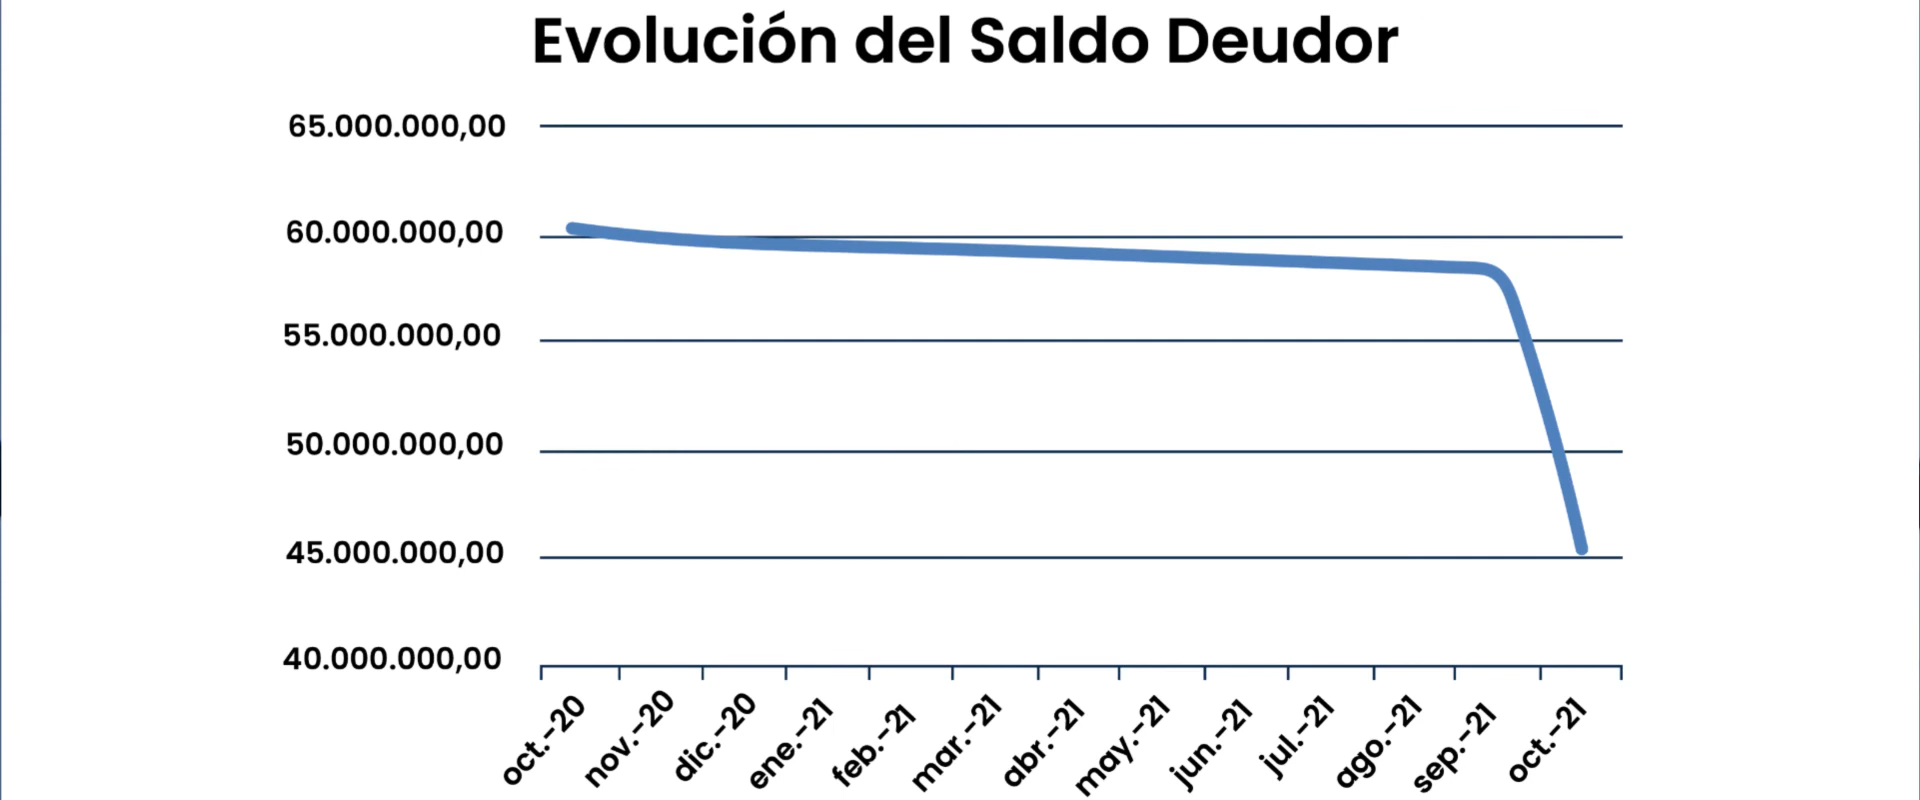 Evolución del Saldo Deudor
65.000.000,00
60.000.000,00
55.000.000,00
50.000.000,00
45.000.000,00
40.000.000,00
oct.-20
nov.-20
dic.-20
ene.-21
feb.-21
mar.-21
abr.-21
may.-21
jun.-21
jul.-21
ago.-21
sep.-21
oct.-21